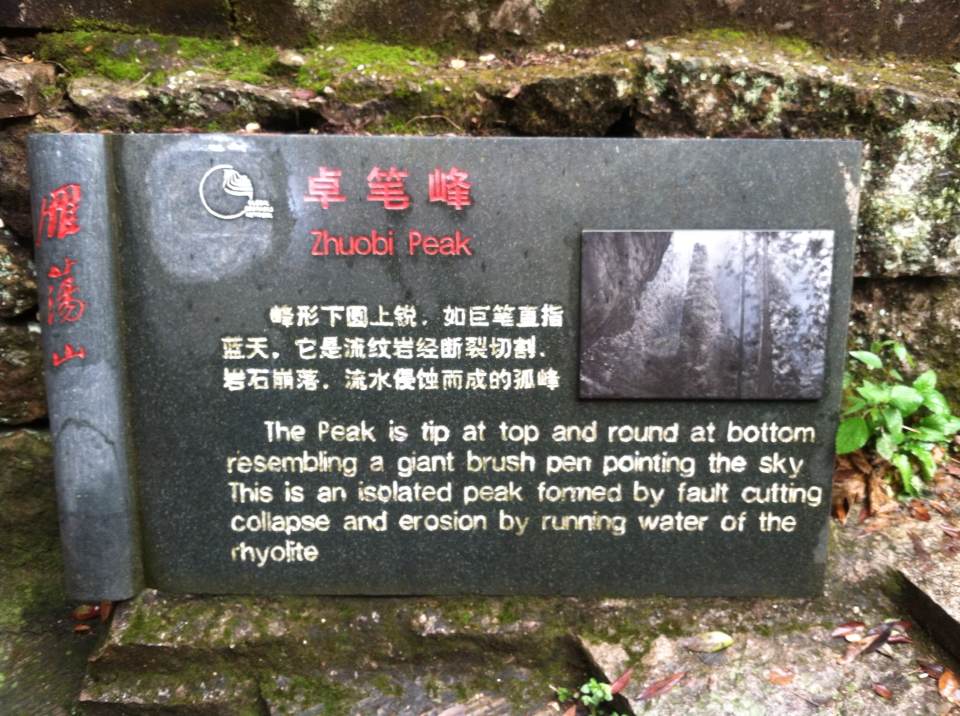 雁荡山
卓笔峰
Zhuobi Peak
峰形下圆上锐，如巨笔直指
蓝天。它是流纹岩经断裂切割，
岩石崩落，流水侵蚀而成的孤峰
The Peak is tip at top and round at bottom
resembling a giant brush pen pointing the sky
This is an isolated peak formed by fault cutting
collapse and erosion by running water of the
rhyolite